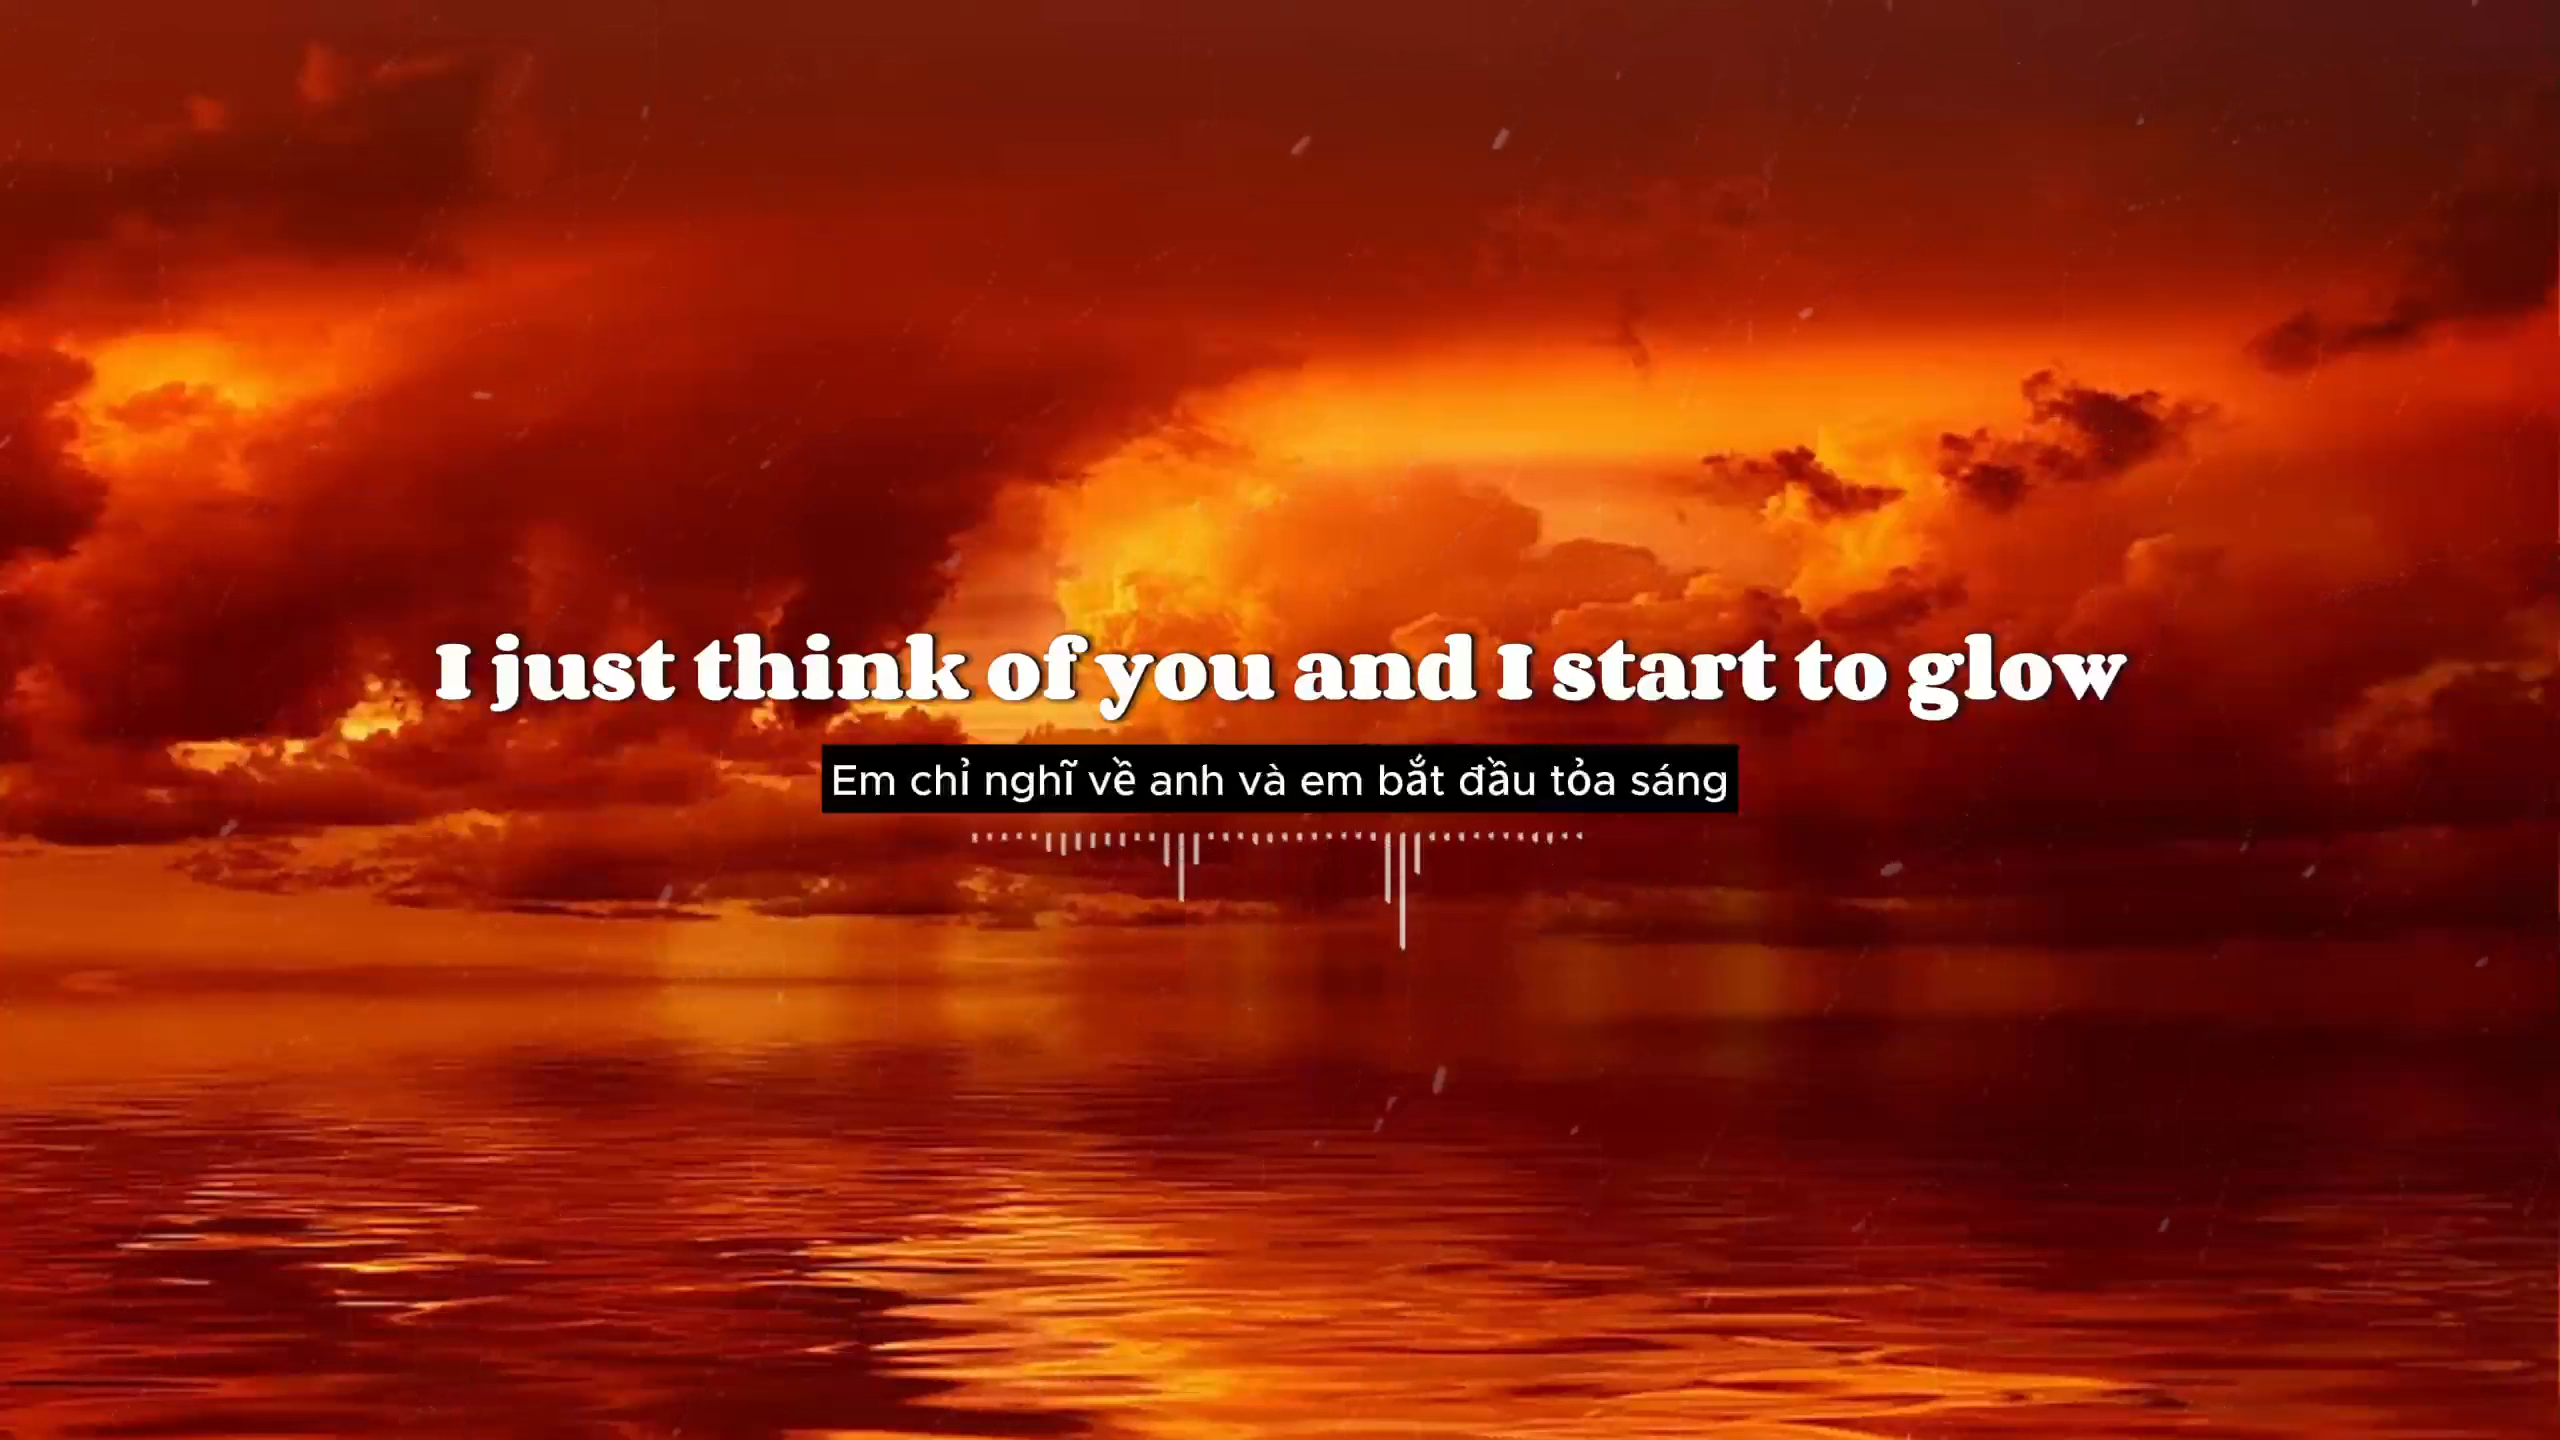 I just think of you and I start to glow
Em chỉ nghĩ về anh và em bắt đầu tỏa sáng